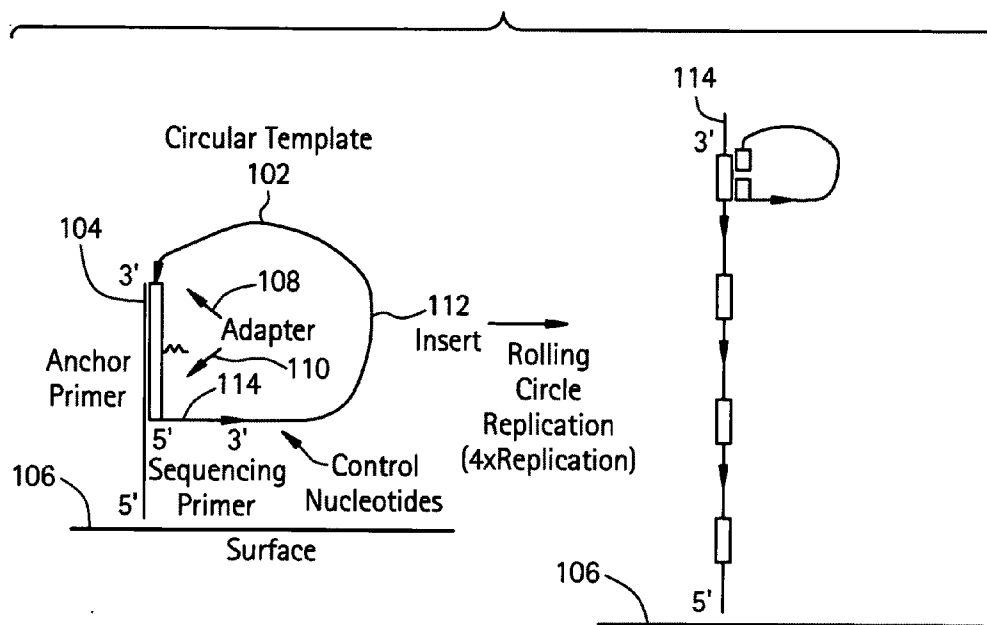 Circular Template
102
104
3'
108
Adapter
112
Insert
Anchor
Primer
110
114
5'
3'
Sequencing
Primer
Control
Nucleotides
106
5'
Surface
Rolling
Circle
Replication
(4xReplication)
114
3'
106
5'